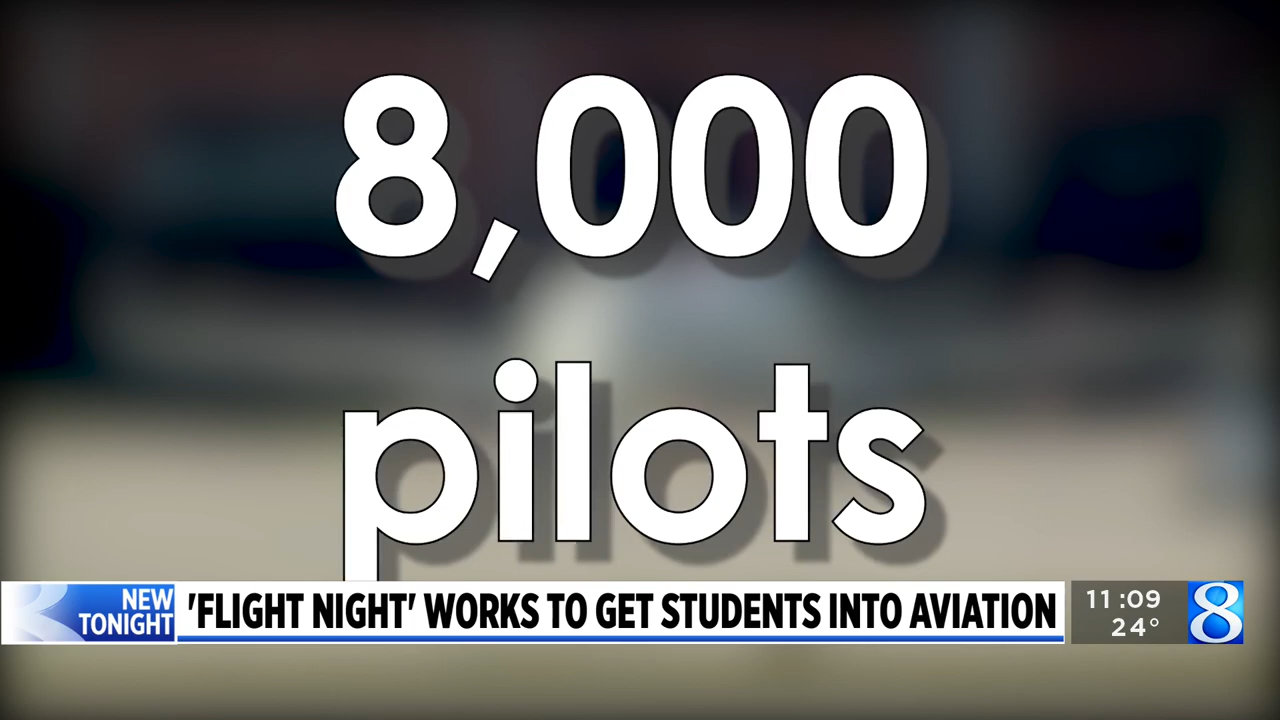 8,000
pilots
NEW
TONIGHT
'FLIGHT NIGHT' WORKS TO GET STUDENTS INTO AVIATION
11:09
24°
8